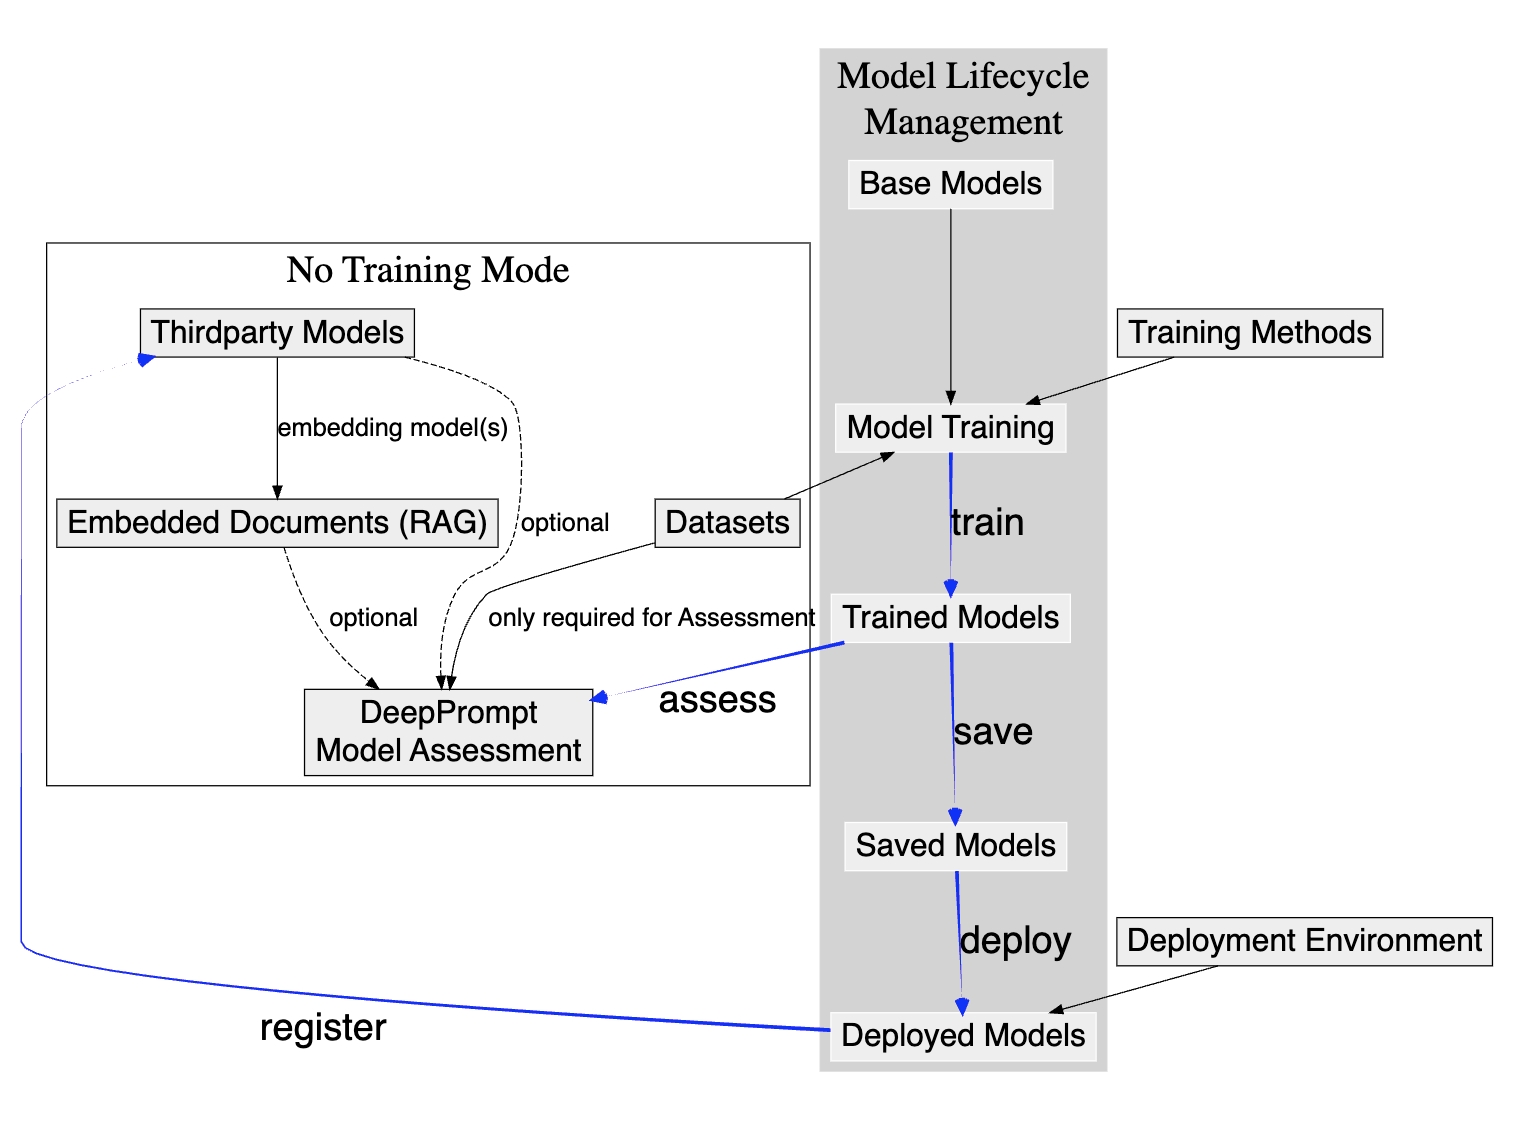 Model Lifecycle
Management
Base Models
No Training Mode
Thirdparty Models
Training Methods
embedding model(s)
Model Training
Embedded Documents (RAG)
optional
Datasets
train
optional
only required for Assessment
Trained Models
DeepPrompt
Model Assessment
assess
save
Saved Models
deploy
Deployment Environment
register
Deployed Models